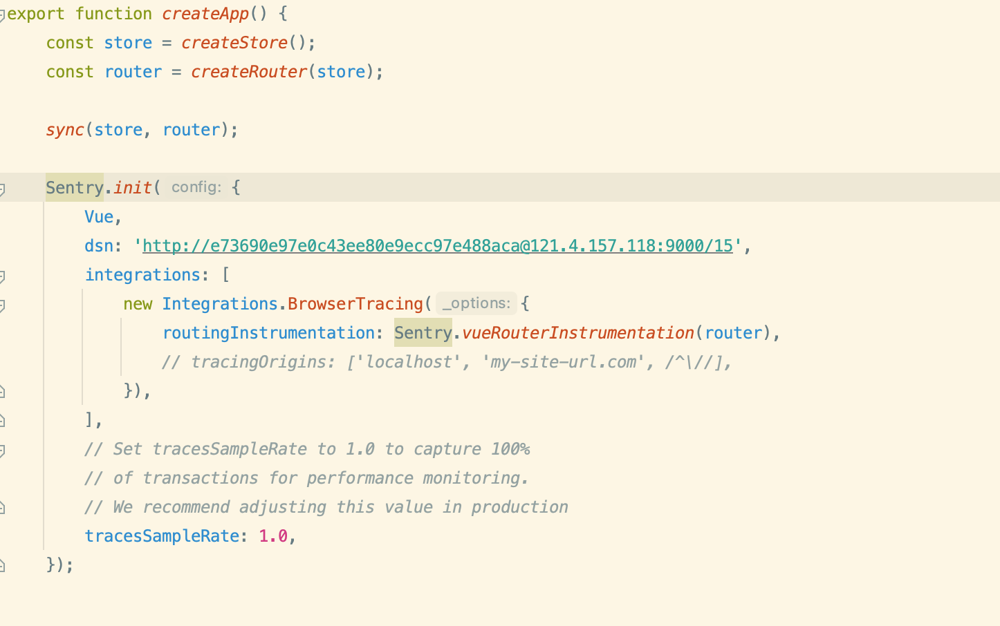 export function createApp() {
const store = createStore();
const router = createRouter(store);
sync(store, router);
Sentry.init( config: {
Vue,
dsn: 'http://e73690e97e0c43ee80e9ecc97e488aca@121.4.157.118:9000/15',
integrations: [
new Integrations.BrowserTracing( _options: {
routingInstrumentation: Sentry.vueRouterInstrumentation(router),
// tracingOrigins: ['localhost', 'my-site-url.com', /^\//],
}),
],
// Set tracesSampleRate to 1.0 to capture 100%
// of transactions for performance monitoring.
// We recommend adjusting this value in production
tracesSampleRate: 1.0,
});